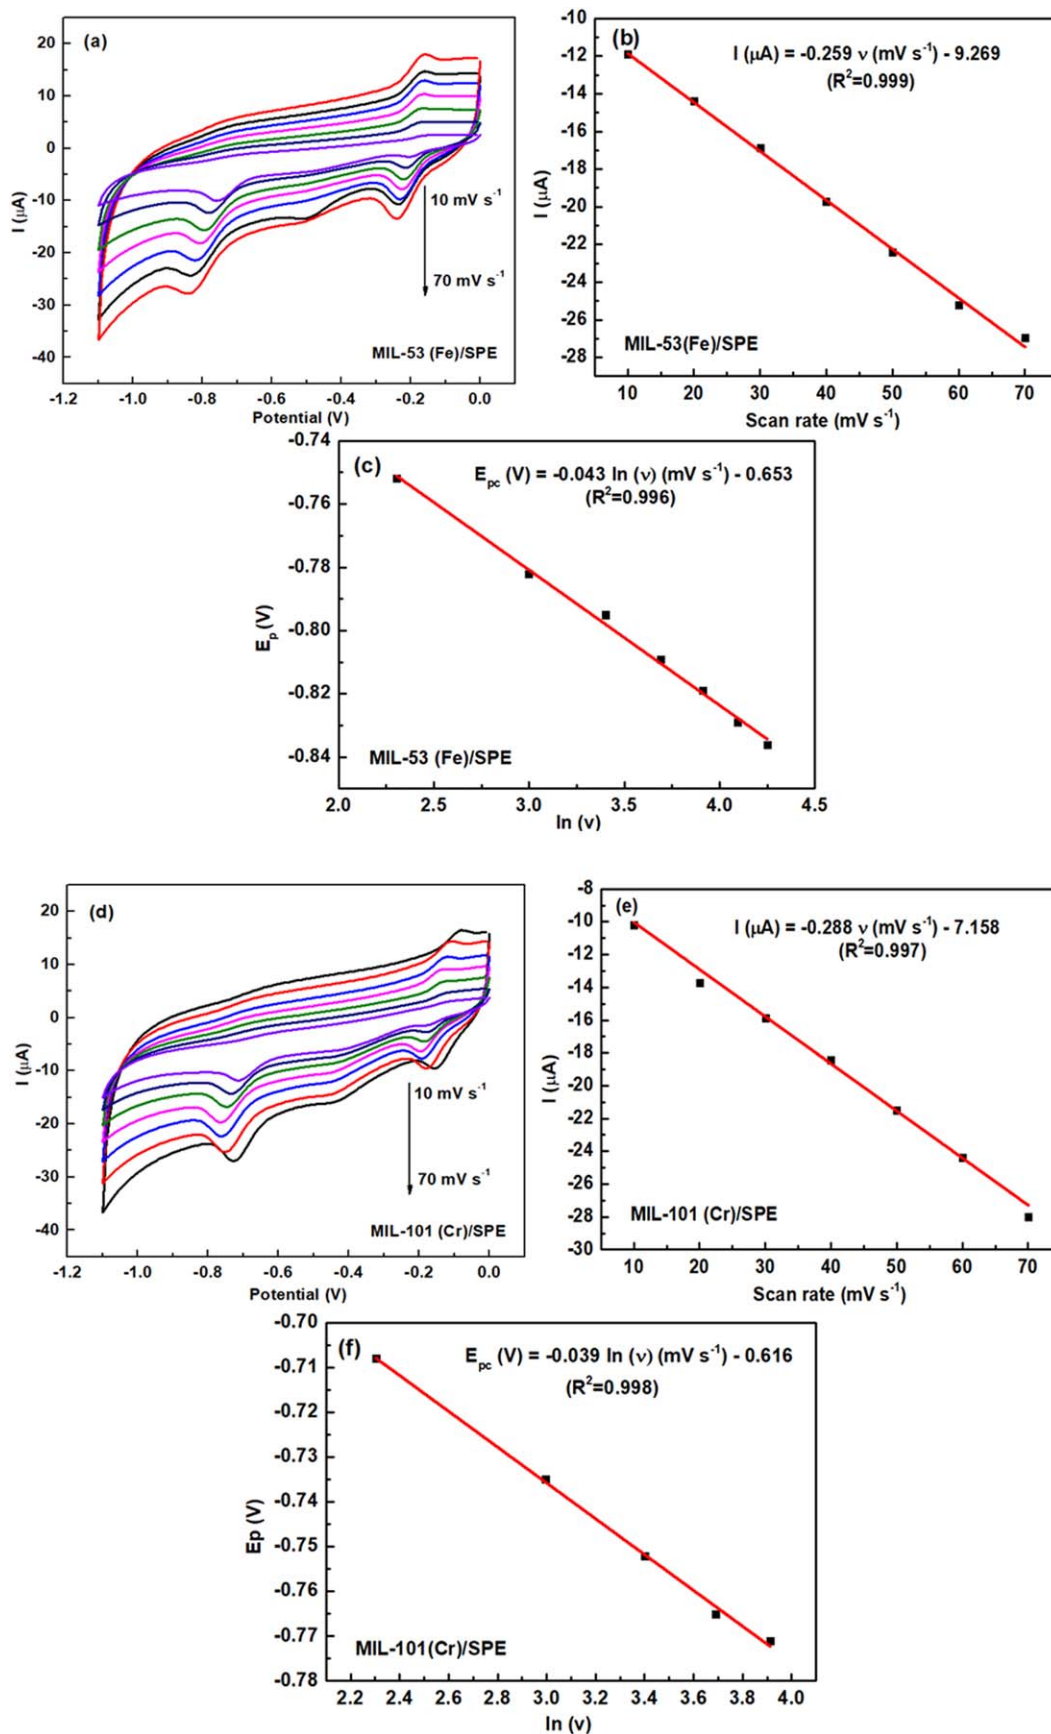 (a)
20
10
0
-10
-20
-30
-40
I (μA)
10 mV s⁻¹
70 mV s⁻¹
MIL-53 (Fe)/SPE
-1.2 -1.0 -0.8 -0.6 -0.4 -0.2 0.0
Potential (V)
(b)
I (μA) = -0.259 ν (mV s⁻¹) - 9.269
(R²=0.999)
-10
-12
-14
-16
-18
-20
-22
-24
-26
-28
I (μA)
MIL-53(Fe)/SPE
10 20 30 40 50 60 70
Scan rate (mV s⁻¹)
(c)
E_pc (V) = -0.043 ln (ν) (mV s⁻¹) - 0.653
(R²=0.996)
-0.74
-0.76
-0.78
-0.80
-0.82
-0.84
E_p (V)
MIL-53 (Fe)/SPE
2.0 2.5 3.0 3.5 4.0 4.5
ln (v)
(d)
20
10
0
-10
-20
-30
-40
I (μA)
10 mV s⁻¹
70 mV s⁻¹
MIL-101 (Cr)/SPE
-1.2 -1.0 -0.8 -0.6 -0.4 -0.2 0.0
Potential (V)
(e)
I (μA) = -0.288 ν (mV s⁻¹) - 7.158
(R²=0.997)
-8
-10
-12
-14
-16
-18
-20
-22
-24
-26
-28
-30
I (μA)
MIL-101 (Cr)/SPE
10 20 30 40 50 60 70
Scan rate (mV s⁻¹)
(f)
E_pc (V) = -0.039 ln (ν) (mV s⁻¹) - 0.616
(R²=0.998)
-0.70
-0.71
-0.72
-0.73
-0.74
-0.75
-0.76
-0.77
-0.78
Ep (V)
MIL-101(Cr)/SPE
2.2 2.4 2.6 2.8 3.0 3.2 3.4 3.6 3.8 4.0
ln (v)